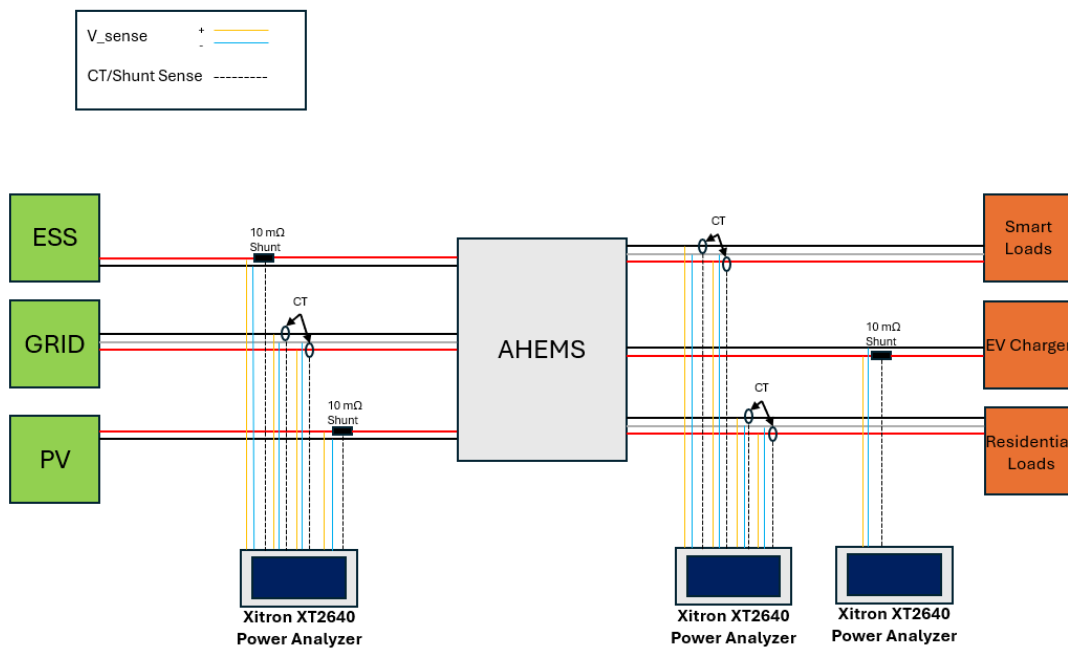 V_sense
+
-
CT/Shunt Sense
ESS
10 mΩ
Shunt
CT
Smart
Loads
CT
GRID
AHEMS
10 mΩ
Shunt
EV Charger
10 mΩ
Shunt
CT
PV
Residential
Loads
Xitron XT2640
Power Analyzer
Xitron XT2640
Power Analyzer
Xitron XT2640
Power Analyzer